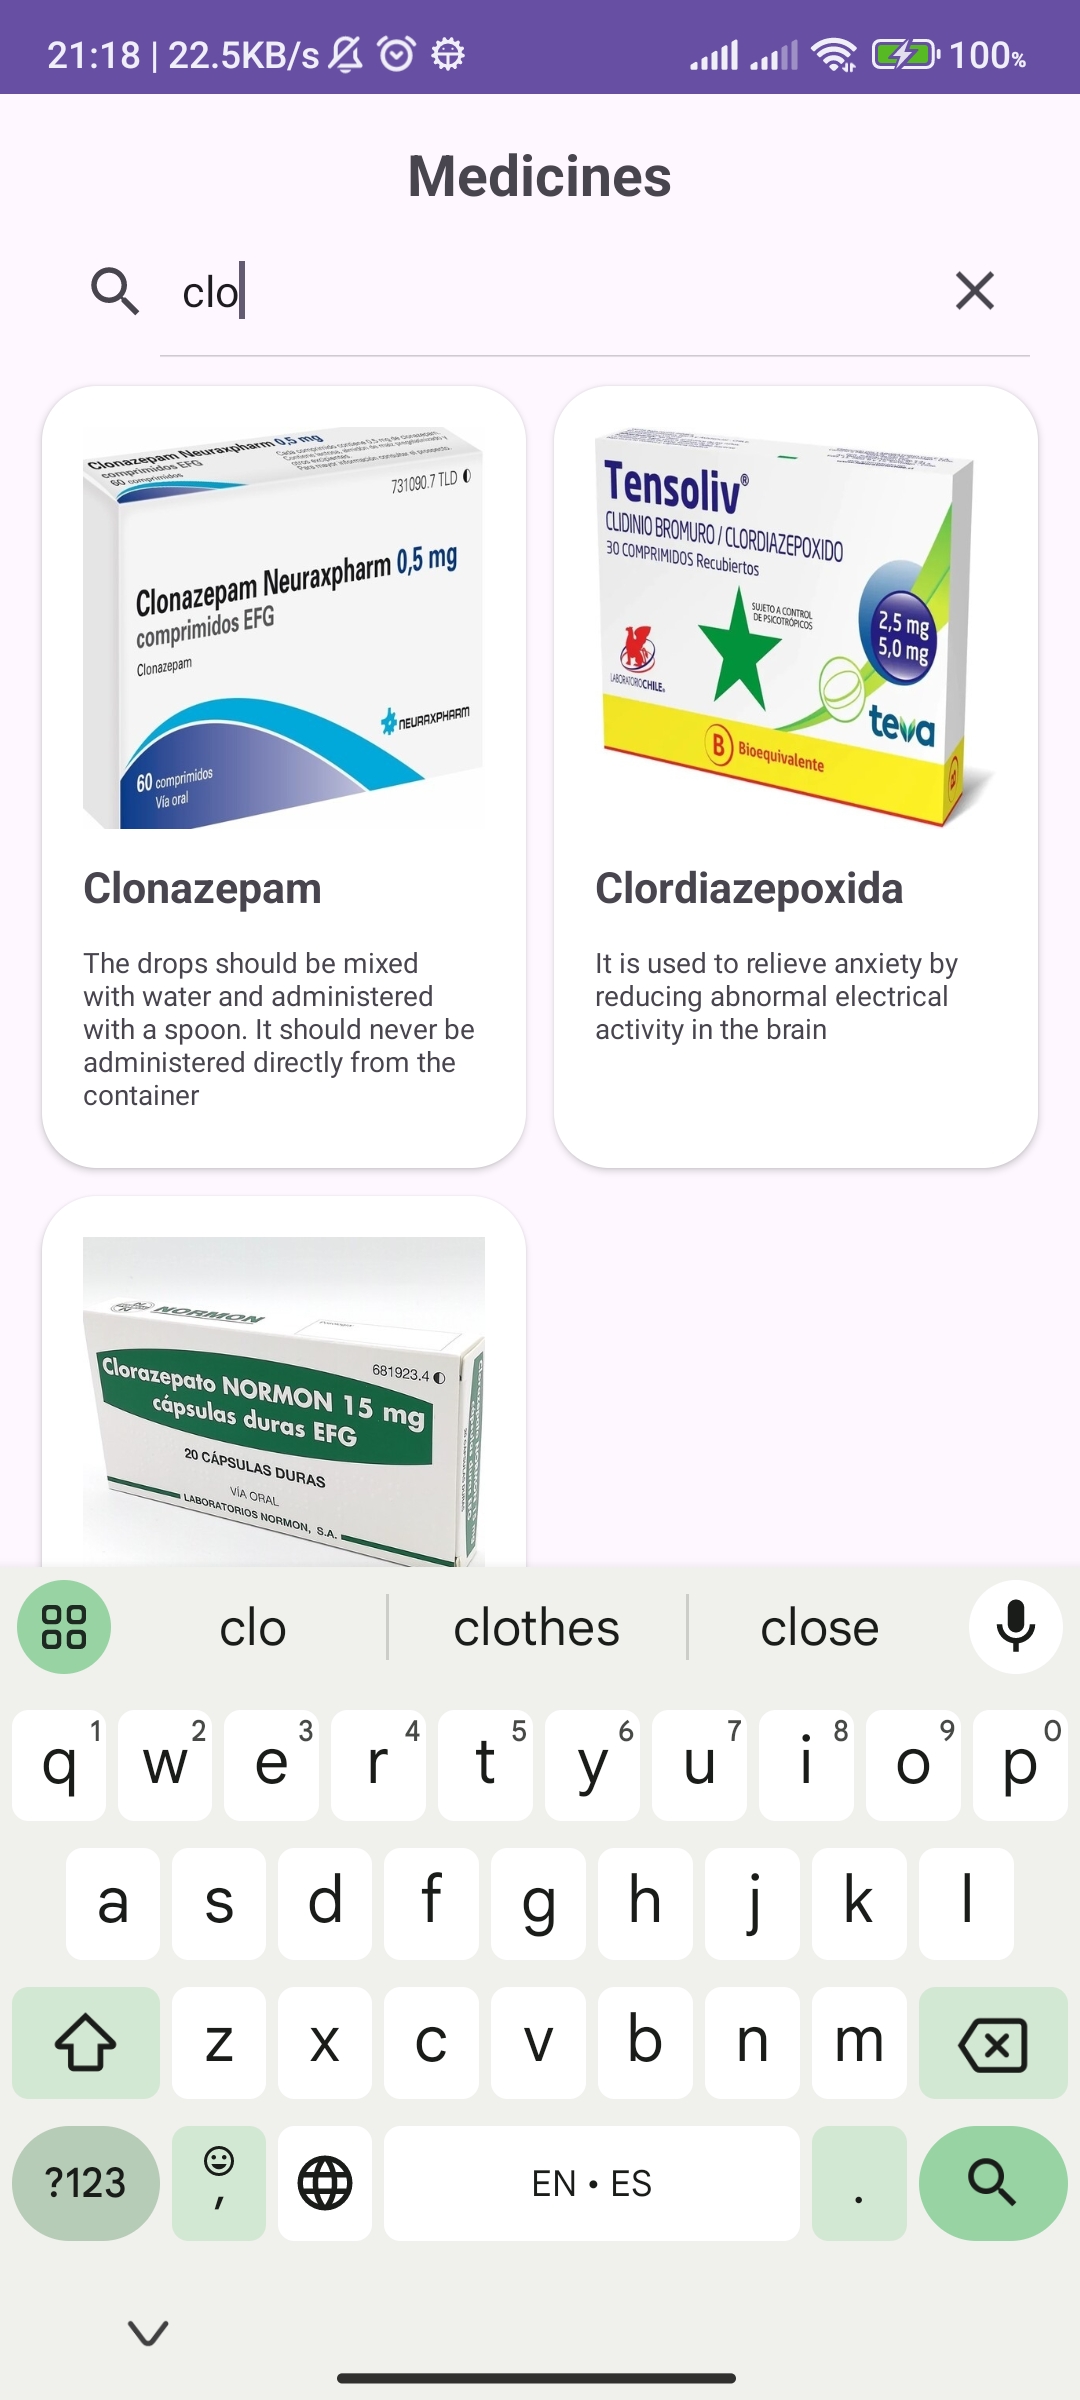 21:18 | 22.5KB/s
100%
Medicines
clo
Clonazepam Neuraxpharm 0,5 mg
comprimidos EFG
60 comprimidos
731090.7 TLD
Clonazepam Neuraxpharm 0,5 mg
comprimidos EFG
Clonazepam
NEURAXPHARM
60 comprimidos
Vía oral
Tensoliv®
CLIDINIO BROMURO / CLORDIAZEPOXIDO
30 COMPRIMIDOS Recubiertos
SUJETO A CONTROL
DE PSICOTRÓPICOS
2,5 mg
5,0 mg
LABORATORIOCHILE®
teva
B Bioequivalente
Clonazepam
The drops should be mixed
with water and administered
with a spoon. It should never be
administered directly from the
container
Clordiazepoxida
It is used to relieve anxiety by
reducing abnormal electrical
activity in the brain
NORMON
681923.4
Clorazepato NORMON 15 mg
cápsulas duras EFG
20 CÁPSULAS DURAS
VÍA ORAL
LABORATORIOS NORMON, S.A.
clo clothes close
q 1 w 2 e 3 r 4 t 5 y 6 u 7 i 8 o 9 p 0
a s d f g h j k l
z x c v b n m
?123 , EN • ES .